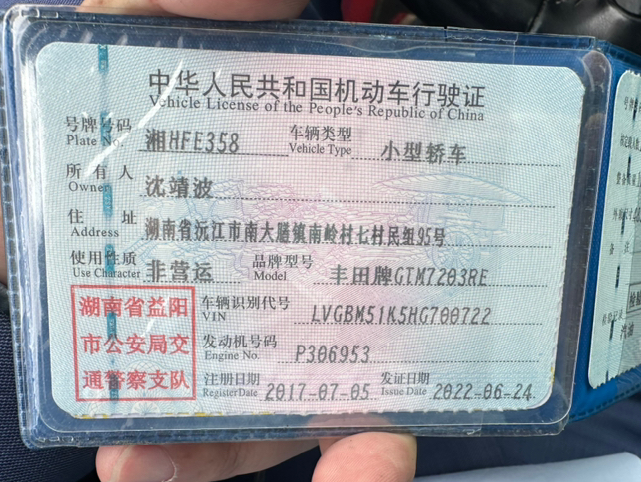 中华人民共和国机动车行驶证
Vehicle License of the People's Republic of China
号牌号码 湘HFE358 车辆类型 小型轿车
Plate No. Vehicle Type
所有人 沈靖波
Owner
住址 湖南省沅江市南大膳镇南岭村七村民组95号
Address
使用性质 非营运 品牌型号 丰田牌GTM7203RE
Use Character Model
湖南省益阳
市公安局交
通警察支队
车辆识别代号 LVGBM51K5HG700722
VIN
发动机号码 P306953
Engine No.
注册日期 2017-07-05 发证日期 2022-06-24
Register Date Issue Date